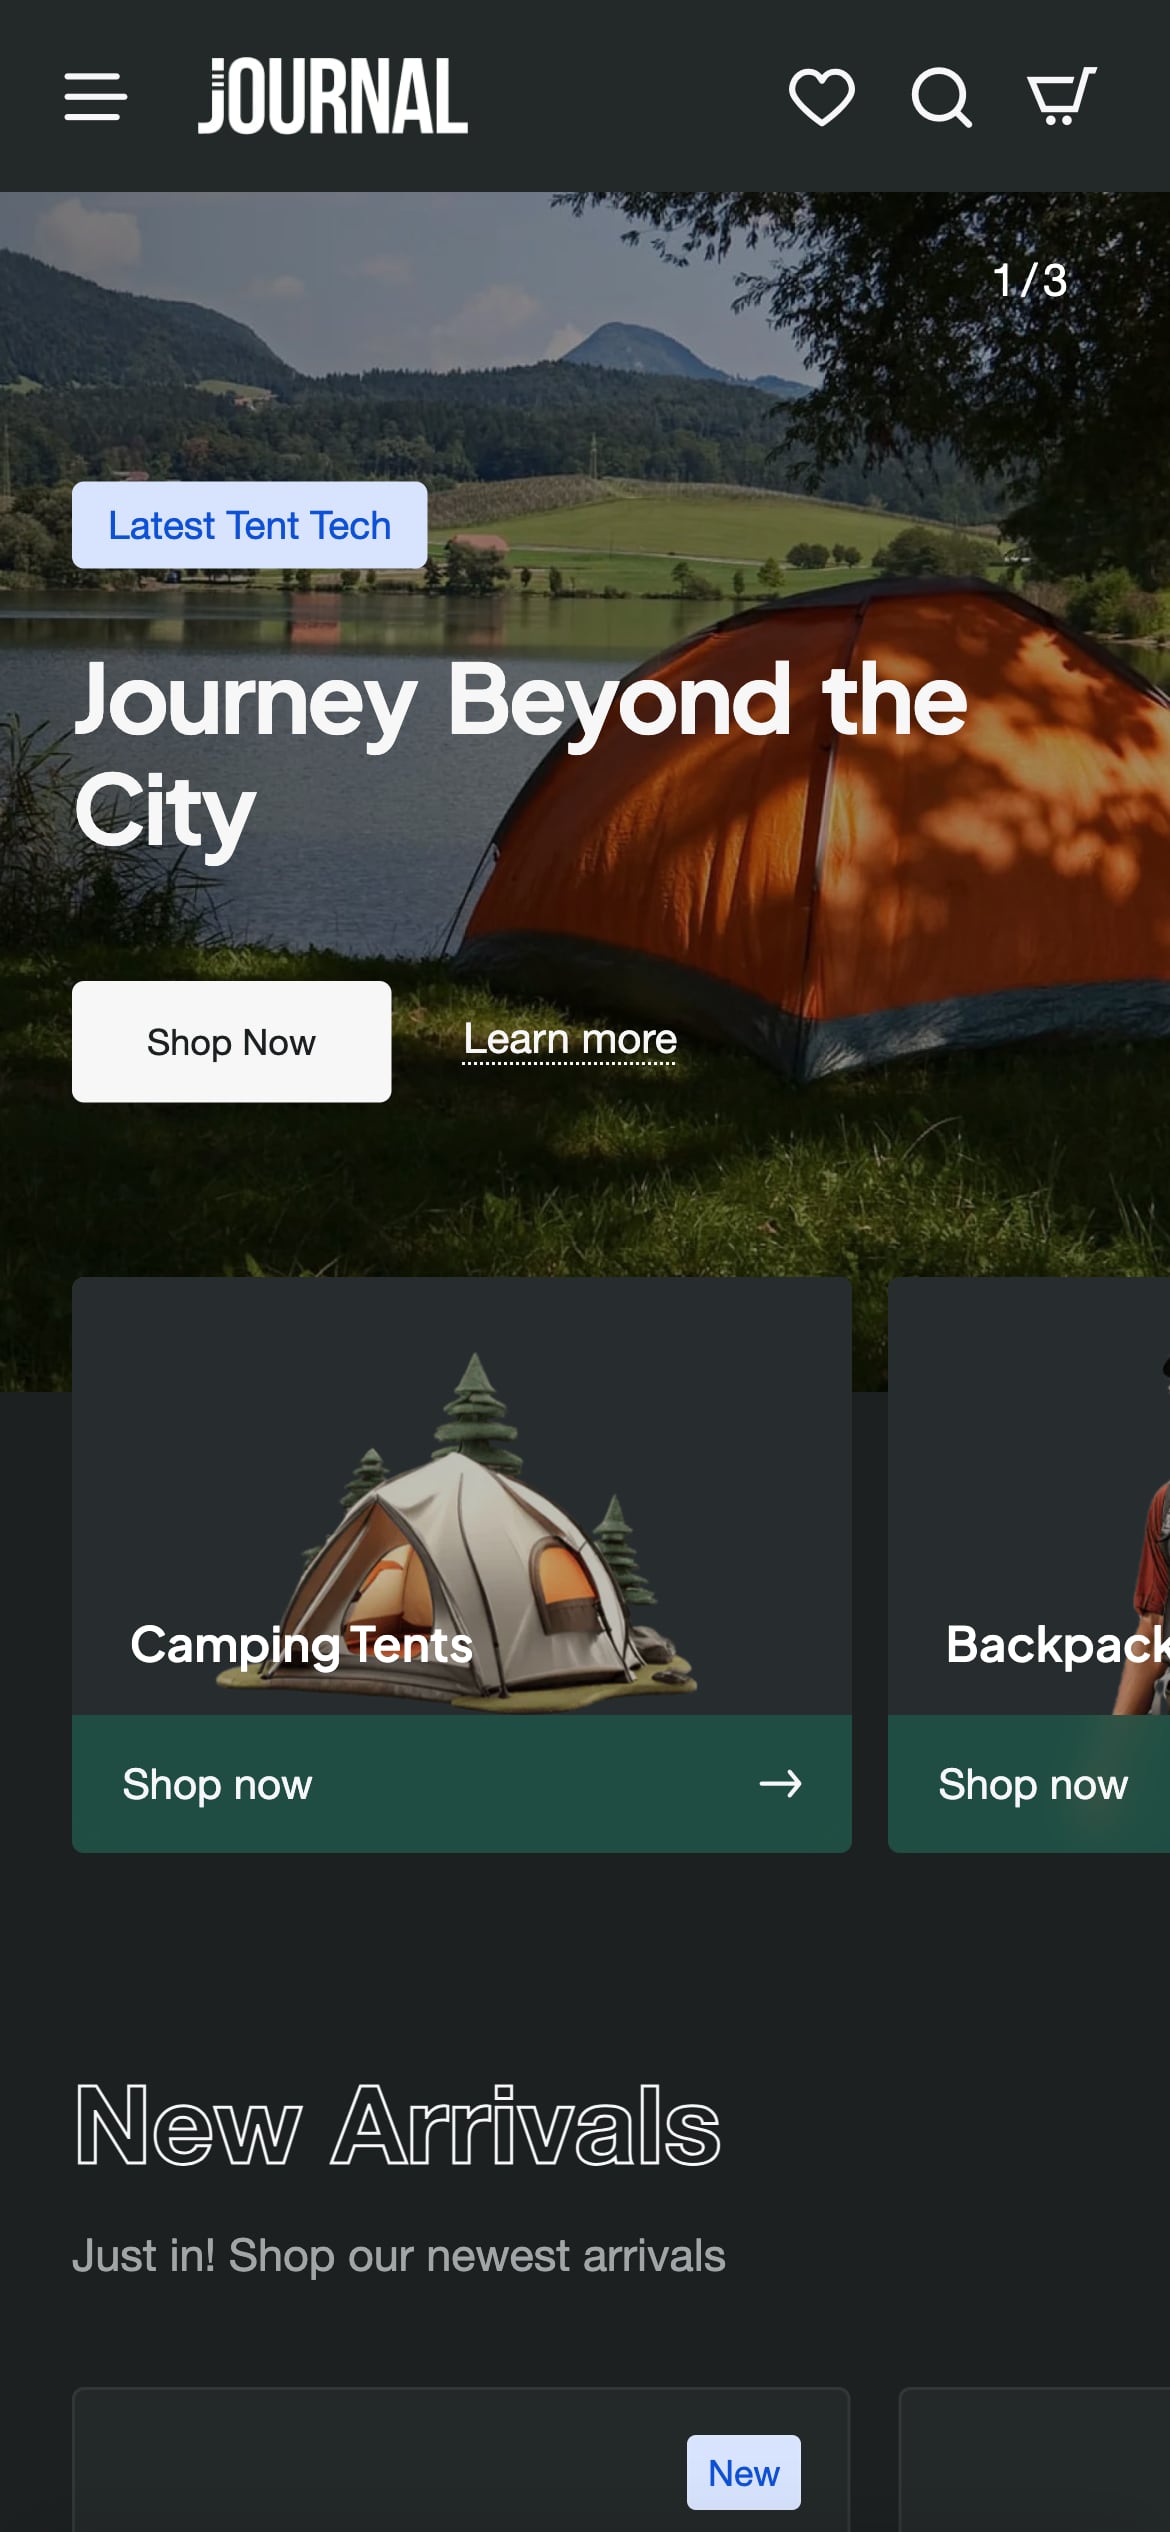 JOURNAL
1/3
Latest Tent Tech
Journey Beyond the
City
Shop Now
Learn more
Camping Tents
Backpack
Shop now
Shop now
New Arrivals
Just in! Shop our newest arrivals
New